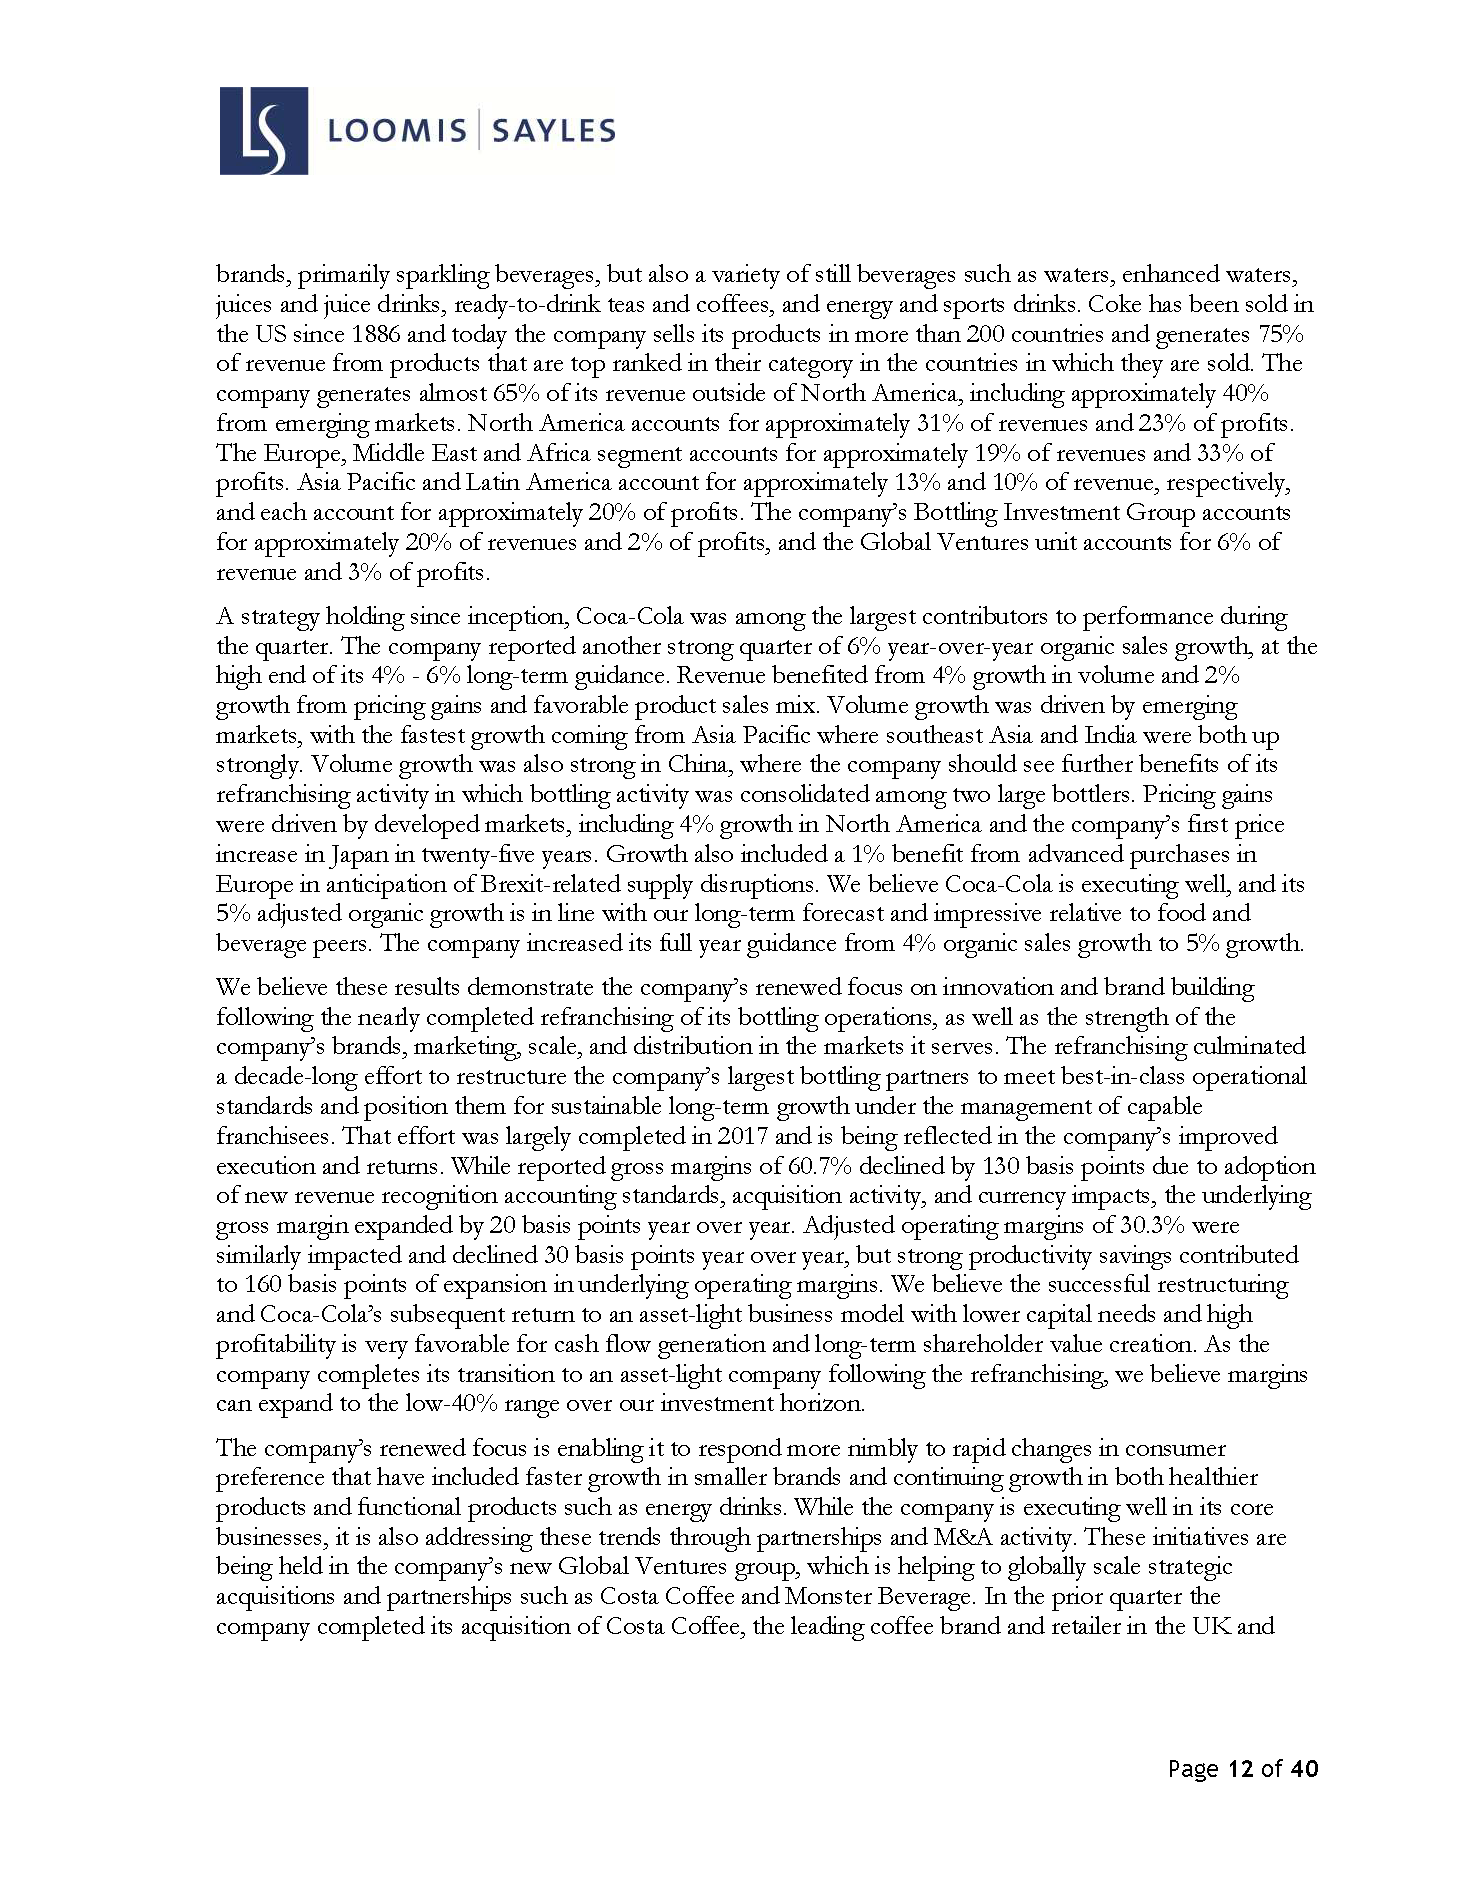 LS LOOMIS | SAYLES
brands, primarily sparkling beverages, but also a variety of still beverages such as waters, enhanced waters,
juices and juice drinks, ready-to-drink teas and coffees, and energy and sports drinks. Coke has been sold in
the US since 1886 and today the company sells its products in more than 200 countries and generates 75%
of revenue from products that are top ranked in their category in the countries in which they are sold. The
company generates almost 65% of its revenue outside of North America, including approximately 40%
from emerging markets. North America accounts for approximately 31% of revenues and 23% of profits.
The Europe, Middle East and Africa segment accounts for approximately 19% of revenues and 33% of
profits. Asia Pacific and Latin America account for approximately 13% and 10% of revenue, respectively,
and each account for approximately 20% of profits. The company’s Bottling Investment Group accounts
for approximately 20% of revenues and 2% of profits, and the Global Ventures unit accounts for 6% of
revenue and 3% of profits.
A strategy holding since inception, Coca-Cola was among the largest contributors to performance during
the quarter. The company reported another strong quarter of 6% year-over-year organic sales growth, at the
high end of its 4% - 6% long-term guidance. Revenue benefited from 4% growth in volume and 2%
growth from pricing gains and favorable product sales mix. Volume growth was driven by emerging
markets, with the fastest growth coming from Asia Pacific where southeast Asia and India were both up
strongly. Volume growth was also strong in China, where the company should see further benefits of its
refranchising activity in which bottling activity was consolidated among two large bottlers. Pricing gains
were driven by developed markets, including 4% growth in North America and the company’s first price
increase in Japan in twenty-five years. Growth also included a 1% benefit from advanced purchases in
Europe in anticipation of Brexit-related supply disruptions. We believe Coca-Cola is executing well, and its
5% adjusted organic growth is in line with our long-term forecast and impressive relative to food and
beverage peers. The company increased its full year guidance from 4% organic sales growth to 5% growth.
We believe these results demonstrate the company’s renewed focus on innovation and brand building
following the nearly completed refranchising of its bottling operations, as well as the strength of the
company’s brands, marketing, scale, and distribution in the markets it serves. The refranchising culminated
a decade-long effort to restructure the company’s largest bottling partners to meet best-in-class operational
standards and position them for sustainable long-term growth under the management of capable
franchisees. That effort was largely completed in 2017 and is being reflected in the company’s improved
execution and returns. While reported gross margins of 60.7% declined by 130 basis points due to adoption
of new revenue recognition accounting standards, acquisition activity, and currency impacts, the underlying
gross margin expanded by 20 basis points year over year. Adjusted operating margins of 30.3% were
similarly impacted and declined 30 basis points year over year, but strong productivity savings contributed
to 160 basis points of expansion in underlying operating margins. We believe the successful restructuring
and Coca-Cola’s subsequent return to an asset-light business model with lower capital needs and high
profitability is very favorable for cash flow generation and long-term shareholder value creation. As the
company completes its transition to an asset-light company following the refranchising, we believe margins
can expand to the low-40% range over our investment horizon.
The company’s renewed focus is enabling it to respond more nimbly to rapid changes in consumer
preference that have included faster growth in smaller brands and continuing growth in both healthier
products and functional products such as energy drinks. While the company is executing well in its core
businesses, it is also addressing these trends through partnerships and M&A activity. These initiatives are
being held in the company’s new Global Ventures group, which is helping to globally scale strategic
acquisitions and partnerships such as Costa Coffee and Monster Beverage. In the prior quarter the
company completed its acquisition of Costa Coffee, the leading coffee brand and retailer in the UK and
Page 12 of 40